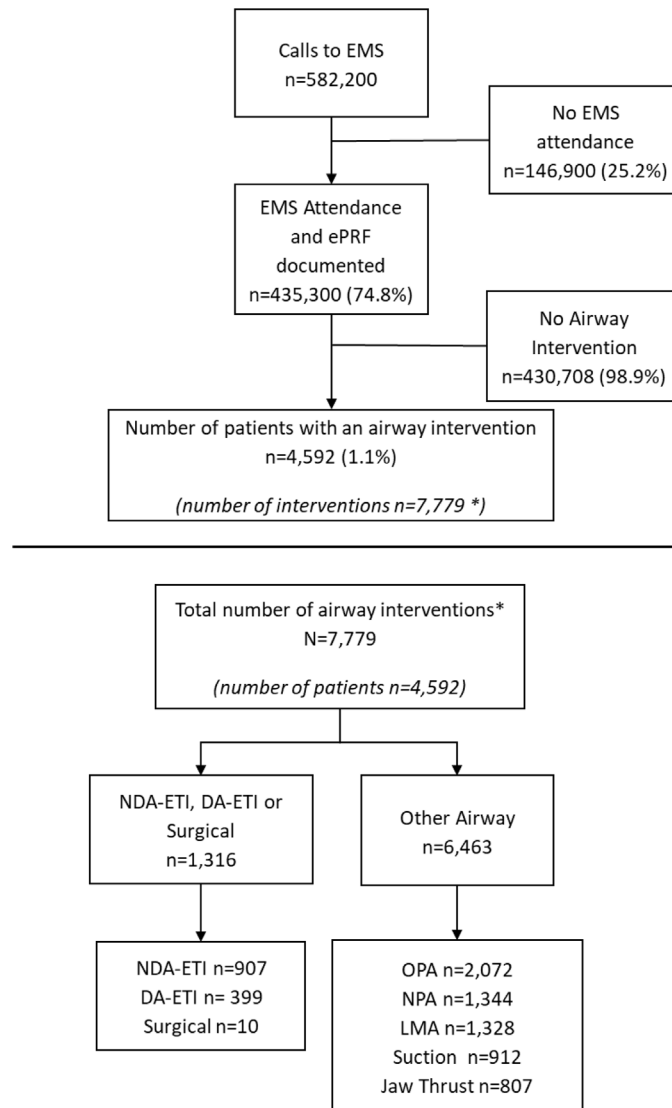 Calls to EMS
n=582,200
No EMS
attendance
n=146,900 (25.2%)
EMS Attendance
and ePRF
documented
n=435,300 (74.8%)
No Airway
Intervention
n=430,708 (98.9%)
Number of patients with an airway intervention
n=4,592 (1.1%)
(number of interventions n=7,779 *)
Total number of airway interventions*
N=7,779
(number of patients n=4,592)
NDA-ETI, DA-ETI or
Surgical
n=1,316
Other Airway
n=6,463
NDA-ETI n=907
DA-ETI n= 399
Surgical n=10
OPA n=2,072
NPA n=1,344
LMA n=1,328
Suction  n=912
Jaw Thrust n=807